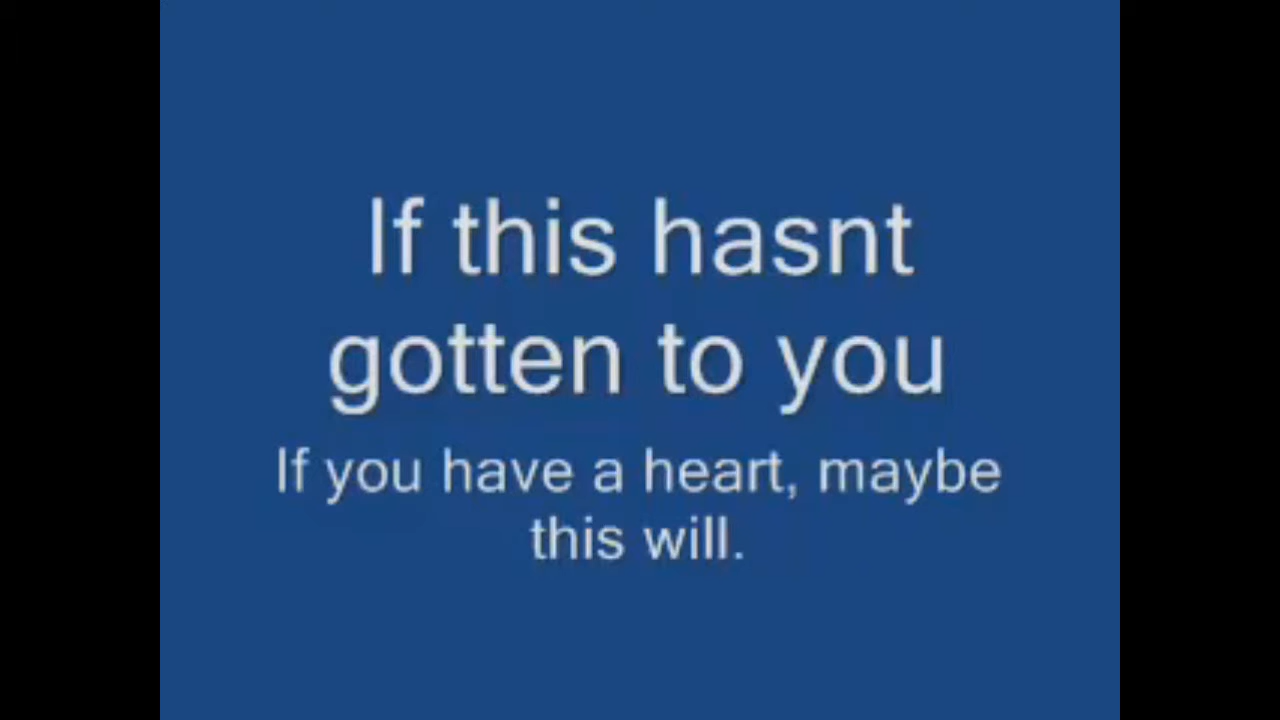 If this hasnt
gotten to you
If you have a heart, maybe
this will.